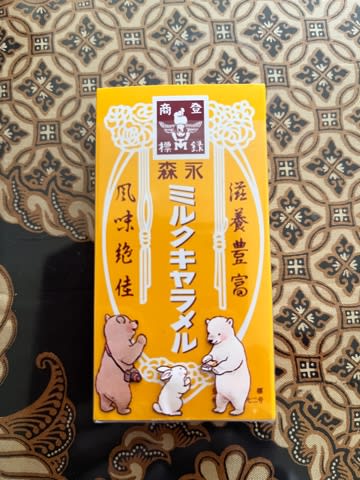 登録
商標
森永
滋養豊富
ミルクキャラメル
風味絶佳